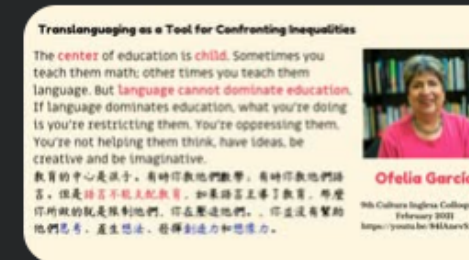 Translanguaging as a Tool for Confronting Inequalities
The center of education is child. Sometimes you
teach them math; other times you teach them
language. But language cannot dominate education.
If language dominates education, what you're doing
is you're restricting them. You're oppressing them.
You're not helping them think, have ideas, be
creative and be imaginative.
教育的中心是孩子。有時你教他們數學；有時你教他們語
言。但是語言不能支配教育。如果語言主導了教育，那麼
你所做的就是限制他們。你在壓迫他們。、你並沒有幫助
他們思考、產生想法、發揮創造力和想像力。
Ofelia García
9th Cultura Inglesa Colloq
February 2021
https://youtu.be/